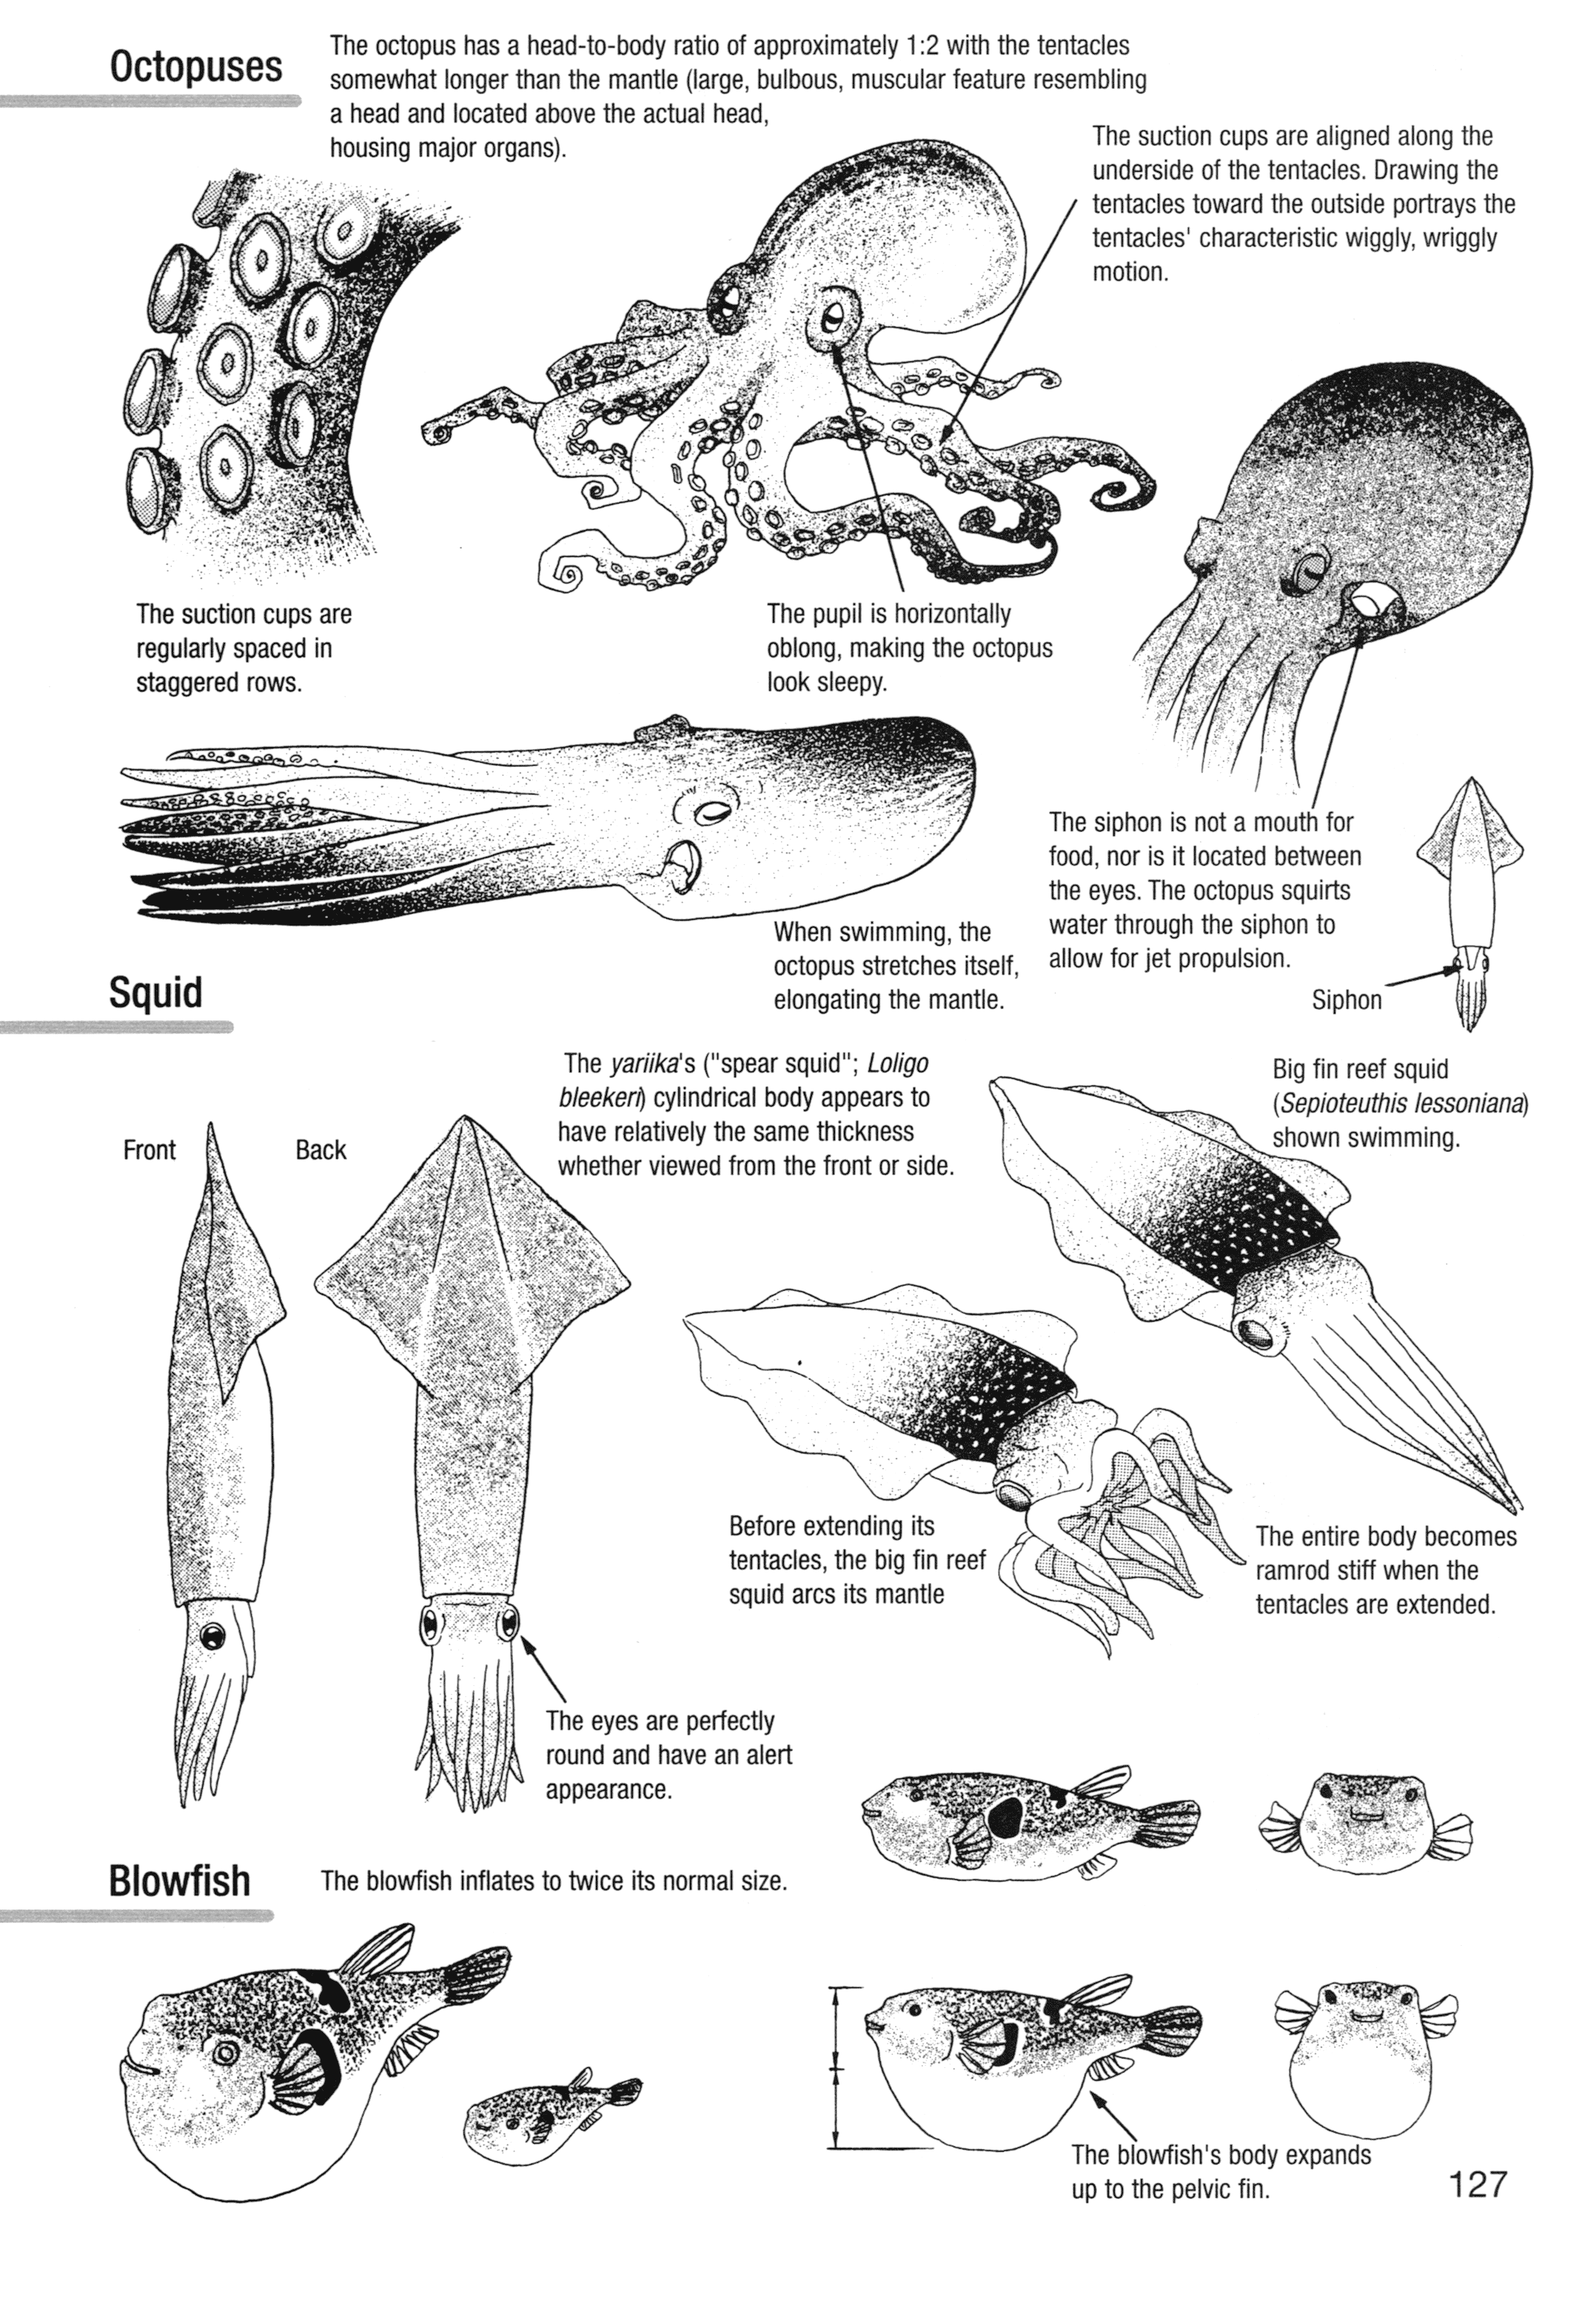 Octopuses
The octopus has a head-to-body ratio of approximately 1:2 with the tentacles
somewhat longer than the mantle (large, bulbous, muscular feature resembling
a head and located above the actual head,
housing major organs).
The suction cups are aligned along the
underside of the tentacles. Drawing the
tentacles toward the outside portrays the
tentacles' characteristic wiggly, wriggly
motion.
The suction cups are
regularly spaced in
staggered rows.
The pupil is horizontally
oblong, making the octopus
look sleepy.
The siphon is not a mouth for
food, nor is it located between
the eyes. The octopus squirts
water through the siphon to
allow for jet propulsion.
When swimming, the
octopus stretches itself,
elongating the mantle.
Siphon
Squid
The yariika's ("spear squid"; Loligo
bleekeri) cylindrical body appears to
have relatively the same thickness
whether viewed from the front or side.
Big fin reef squid
(Sepioteuthis lessoniana)
shown swimming.
Front
Back
Before extending its
tentacles, the big fin reef
squid arcs its mantle
The entire body becomes
ramrod stiff when the
tentacles are extended.
The eyes are perfectly
round and have an alert
appearance.
Blowfish
The blowfish inflates to twice its normal size.
The blowfish's body expands
up to the pelvic fin.
127